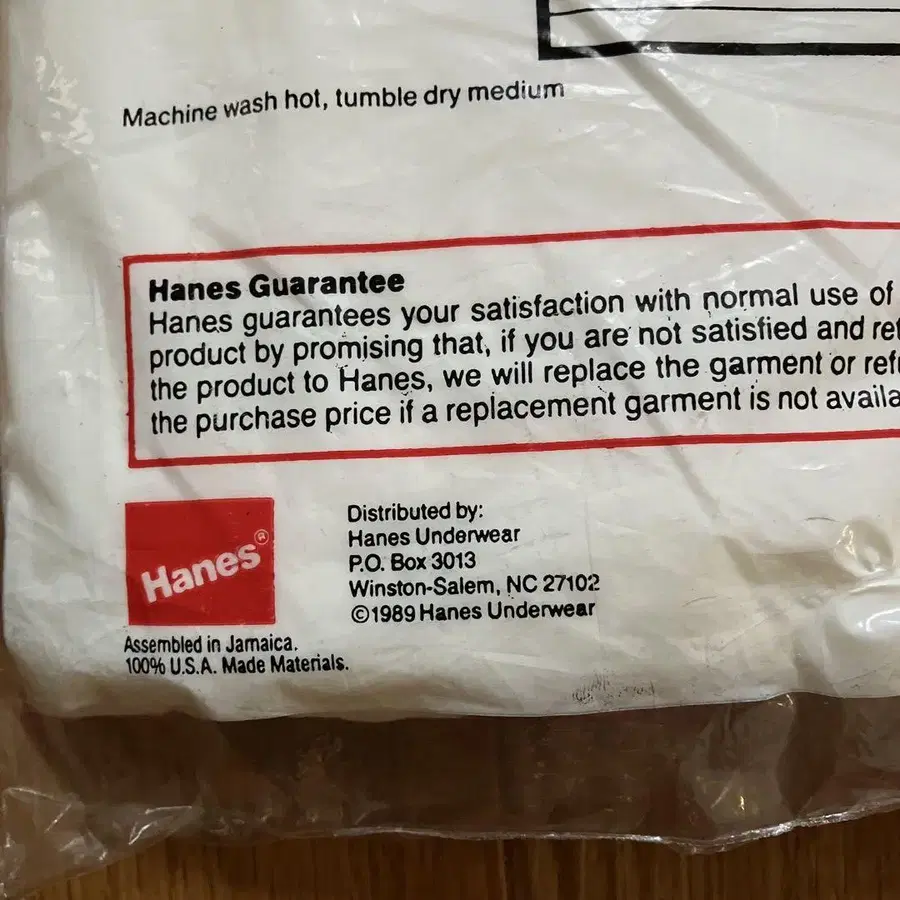 Machine wash hot, tumble dry medium
Hanes Guarantee
Hanes guarantees your satisfaction with normal use of
product by promising that, if you are not satisfied and ret
the product to Hanes, we will replace the garment or refu
the purchase price if a replacement garment is not availa
Hanes®
Distributed by:
Hanes Underwear
P.O. Box 3013
Winston-Salem, NC 27102
©1989 Hanes Underwear
Assembled in Jamaica.
100% U.S.A. Made Materials.